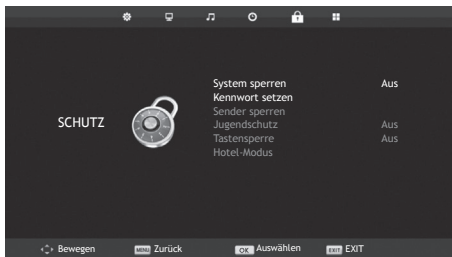 SCHUTZ
System sperren Aus
Kennwort setzen
Sender sperren
Jugendschutz Aus
Tastensperre Aus
Hotel-Modus
Bewegen MENU Zurück OK Auswählen EXIT EXIT